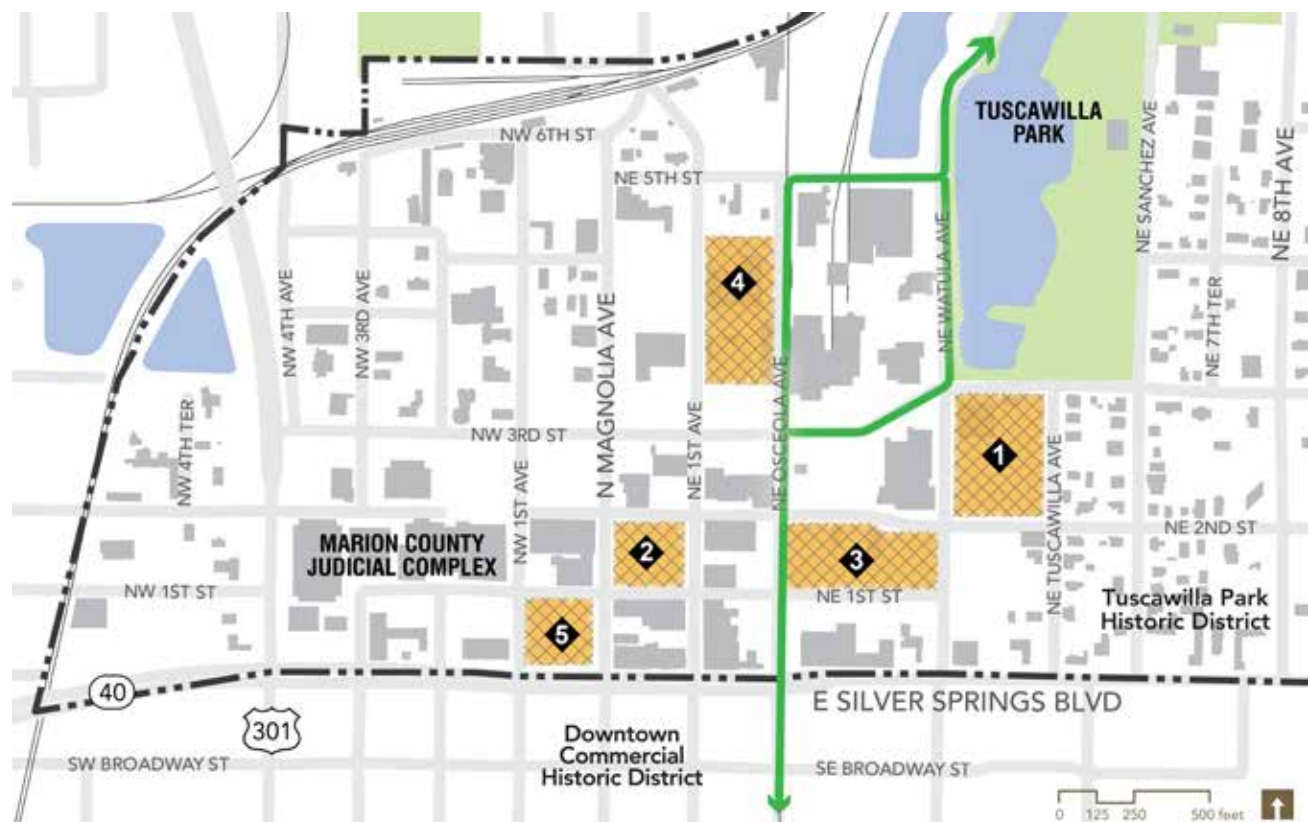 TUSCAWILLA
PARK
NW 6TH ST
NE 5TH ST
NE SANCHEZ AVE
NE 8TH AVE
NE 7TH TER
NE WATULA AVE
4
NW 4TH AVE
NW 3RD AVE
N MAGNOLIA AVE
NE OSCEOLA AVE
NE 1ST AVE
NW 3RD ST
NW 4TH TER
NW 1ST AVE
1
NE TUSCAWILLA AVE
NE 2ND ST
MARION COUNTY
JUDICIAL COMPLEX
2
3
NW 1ST ST
NE 1ST ST
Tuscawilla Park
Historic District
5
40
301
E SILVER SPRINGS BLVD
Downtown
Commercial
Historic District
SW BROADWAY ST
SE BROADWAY ST
0 125 250 500 feet